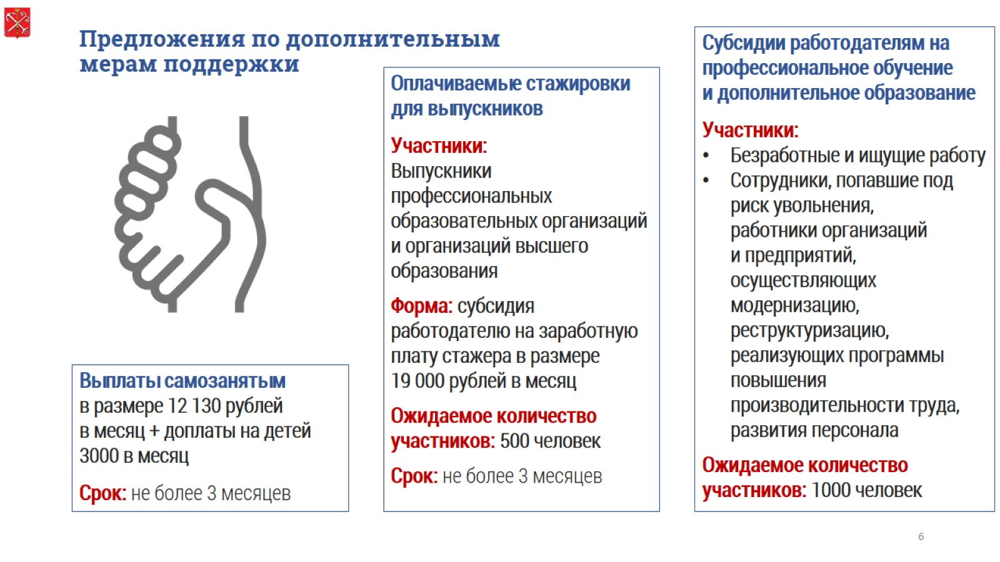 Предложения по дополнительным
мерам поддержки
Выплаты самозанятым
в размере 12 130 рублей
в месяц + доплаты на детей
3000 в месяц
Срок: не более 3 месяцев
Оплачиваемые стажировки
для выпускников
Участники:
Выпускники
профессиональных
образовательных организаций
и организаций высшего
образования
Форма: субсидия
работодателю на заработную
плату стажера в размере
19 000 рублей в месяц
Ожидаемое количество
участников: 500 человек
Срок: не более 3 месяцев
Субсидии работодателям на
профессиональное обучение
и дополнительное образование
Участники:
• Безработные и ищущие работу
• Сотрудники, попавшие под
риск увольнения,
работники организаций
и предприятий,
осуществляющих
модернизацию,
реструктуризацию,
реализующих программы
повышения
производительности труда,
развития персонала
Ожидаемое количество
участников: 1000 человек
6